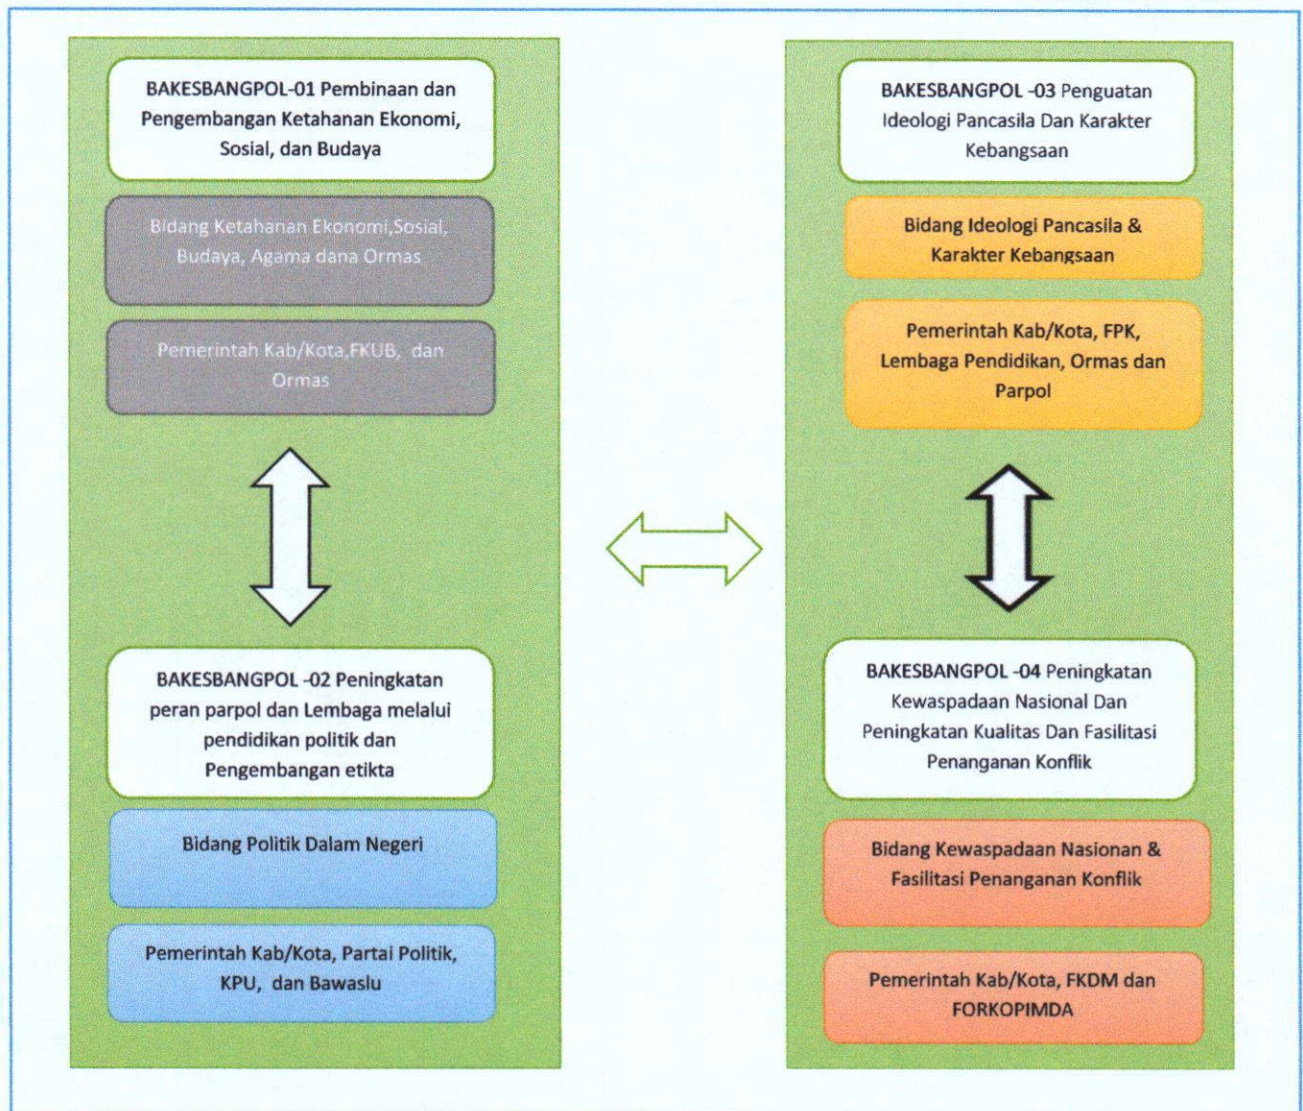 BAKESBANGPOL-01 Pembinaan dan
Pengembangan Ketahanan Ekonomi,
Sosial, dan Budaya
Bidang Ketahanan Ekonomi,Sosial,
Budaya, Agama dana Ormas
Pemerintah Kab/Kota,FKUB, dan
Ormas
BAKESBANGPOL -02 Peningkatan
peran parpol dan Lembaga melalui
pendidikan politik dan
Pengembangan etikta
Bidang Politik Dalam Negeri
Pemerintah Kab/Kota, Partai Politik,
KPU, dan Bawaslu
BAKESBANGPOL -03 Penguatan
Ideologi Pancasila Dan Karakter
Kebangsaan
Bidang Ideologi Pancasila &
Karakter Kebangsaan
Pemerintah Kab/Kota, FPK,
Lembaga Pendidikan, Ormas dan
Parpol
BAKESBANGPOL -04 Peningkatan
Kewaspadaan Nasional Dan
Peningkatan Kualitas Dan Fasilitasi
Penanganan Konflik
Bidang Kewaspadaan Nasionan &
Fasilitasi Penanganan Konflik
Pemerintah Kab/Kota, FKDM dan
FORKOPIMDA